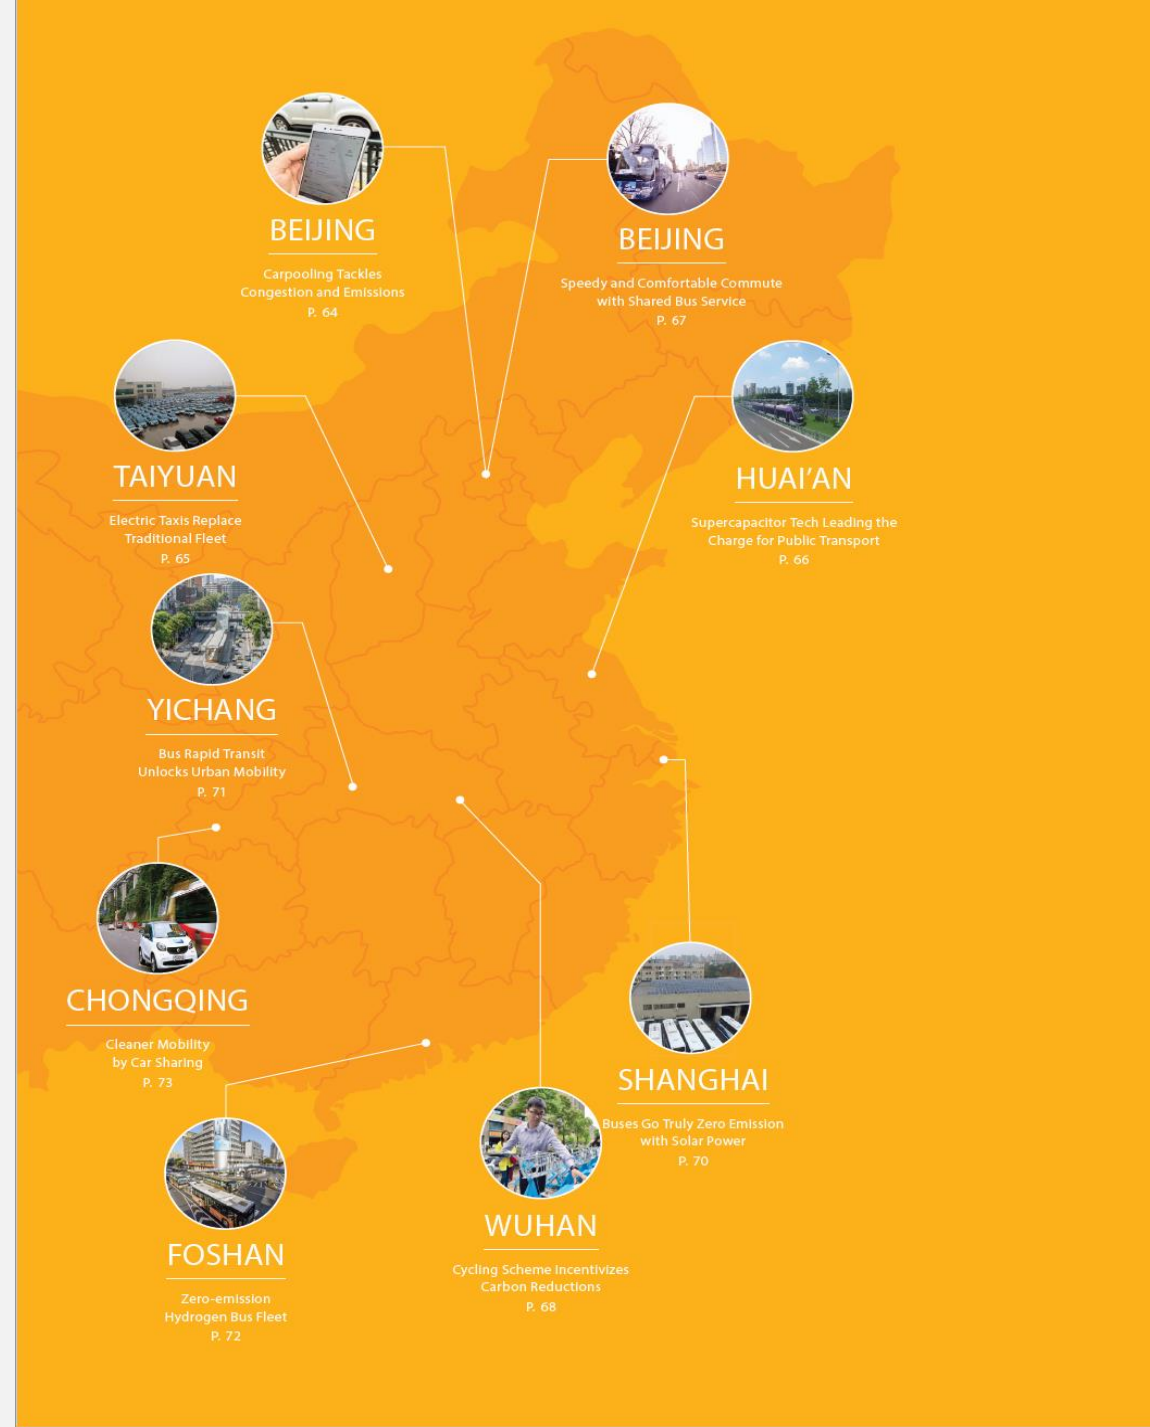 BEIJING
Carpooling Tackles
Congestion and Emissions
P. 64
BEIJING
Speedy and Comfortable Commute
with Shared Bus Service
P. 67
TAIYUAN
Electric Taxis Replace
Traditional Fleet
P. 65
HUAI'AN
Supercapacitor Tech Leading the
Charge for Public Transport
P. 66
YICHANG
Bus Rapid Transit
Unlocks Urban Mobility
P. 71
CHONGQING
Cleaner Mobility
by Car Sharing
P. 73
SHANGHAI
Buses Go Truly Zero Emission
with Solar Power
P. 70
FOSHAN
Zero-emission
Hydrogen Bus Fleet
P. 72
WUHAN
Cycling Scheme Incentivizes
Carbon Reductions
P. 68